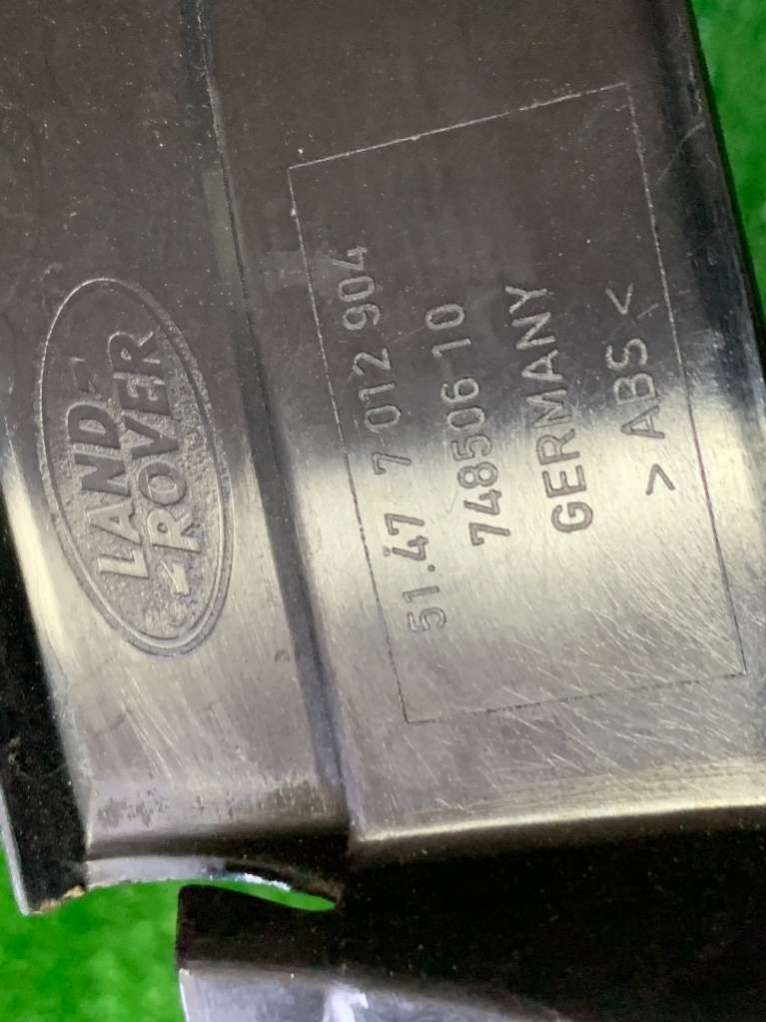 LAND
ROVER
51.47 7 012 904
748506 10
GERMANY
>ABS<